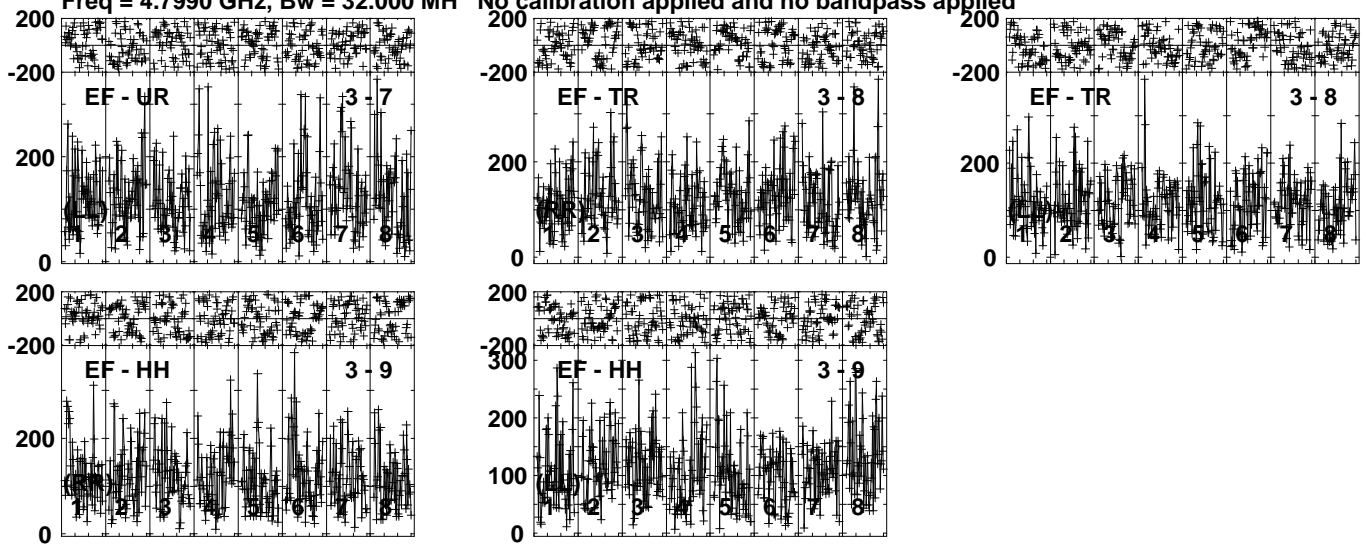 Freq = 4.7990 GHz, Bw = 32.000 MH No calibration applied and no bandpass applied
200
-200
EF - UR 3 - 7
200
(LL)
1 2 3 4 5 6 7 8
0
200
-200
EF - TR 3 - 8
200
(RR)
1 2 3 4 5 6 7 8
0
200
-200
EF - TR 3 - 8
200
(LL)
1 2 3 4 5 6 7 8
0
200
-200
EF - HH 3 - 9
200
(RR)
1 2 3 4 5 6 7 8
0
200
-200
300
EF - HH 3 - 9
200
100
(LL)
1 2 3 4 5 6 7 8
0